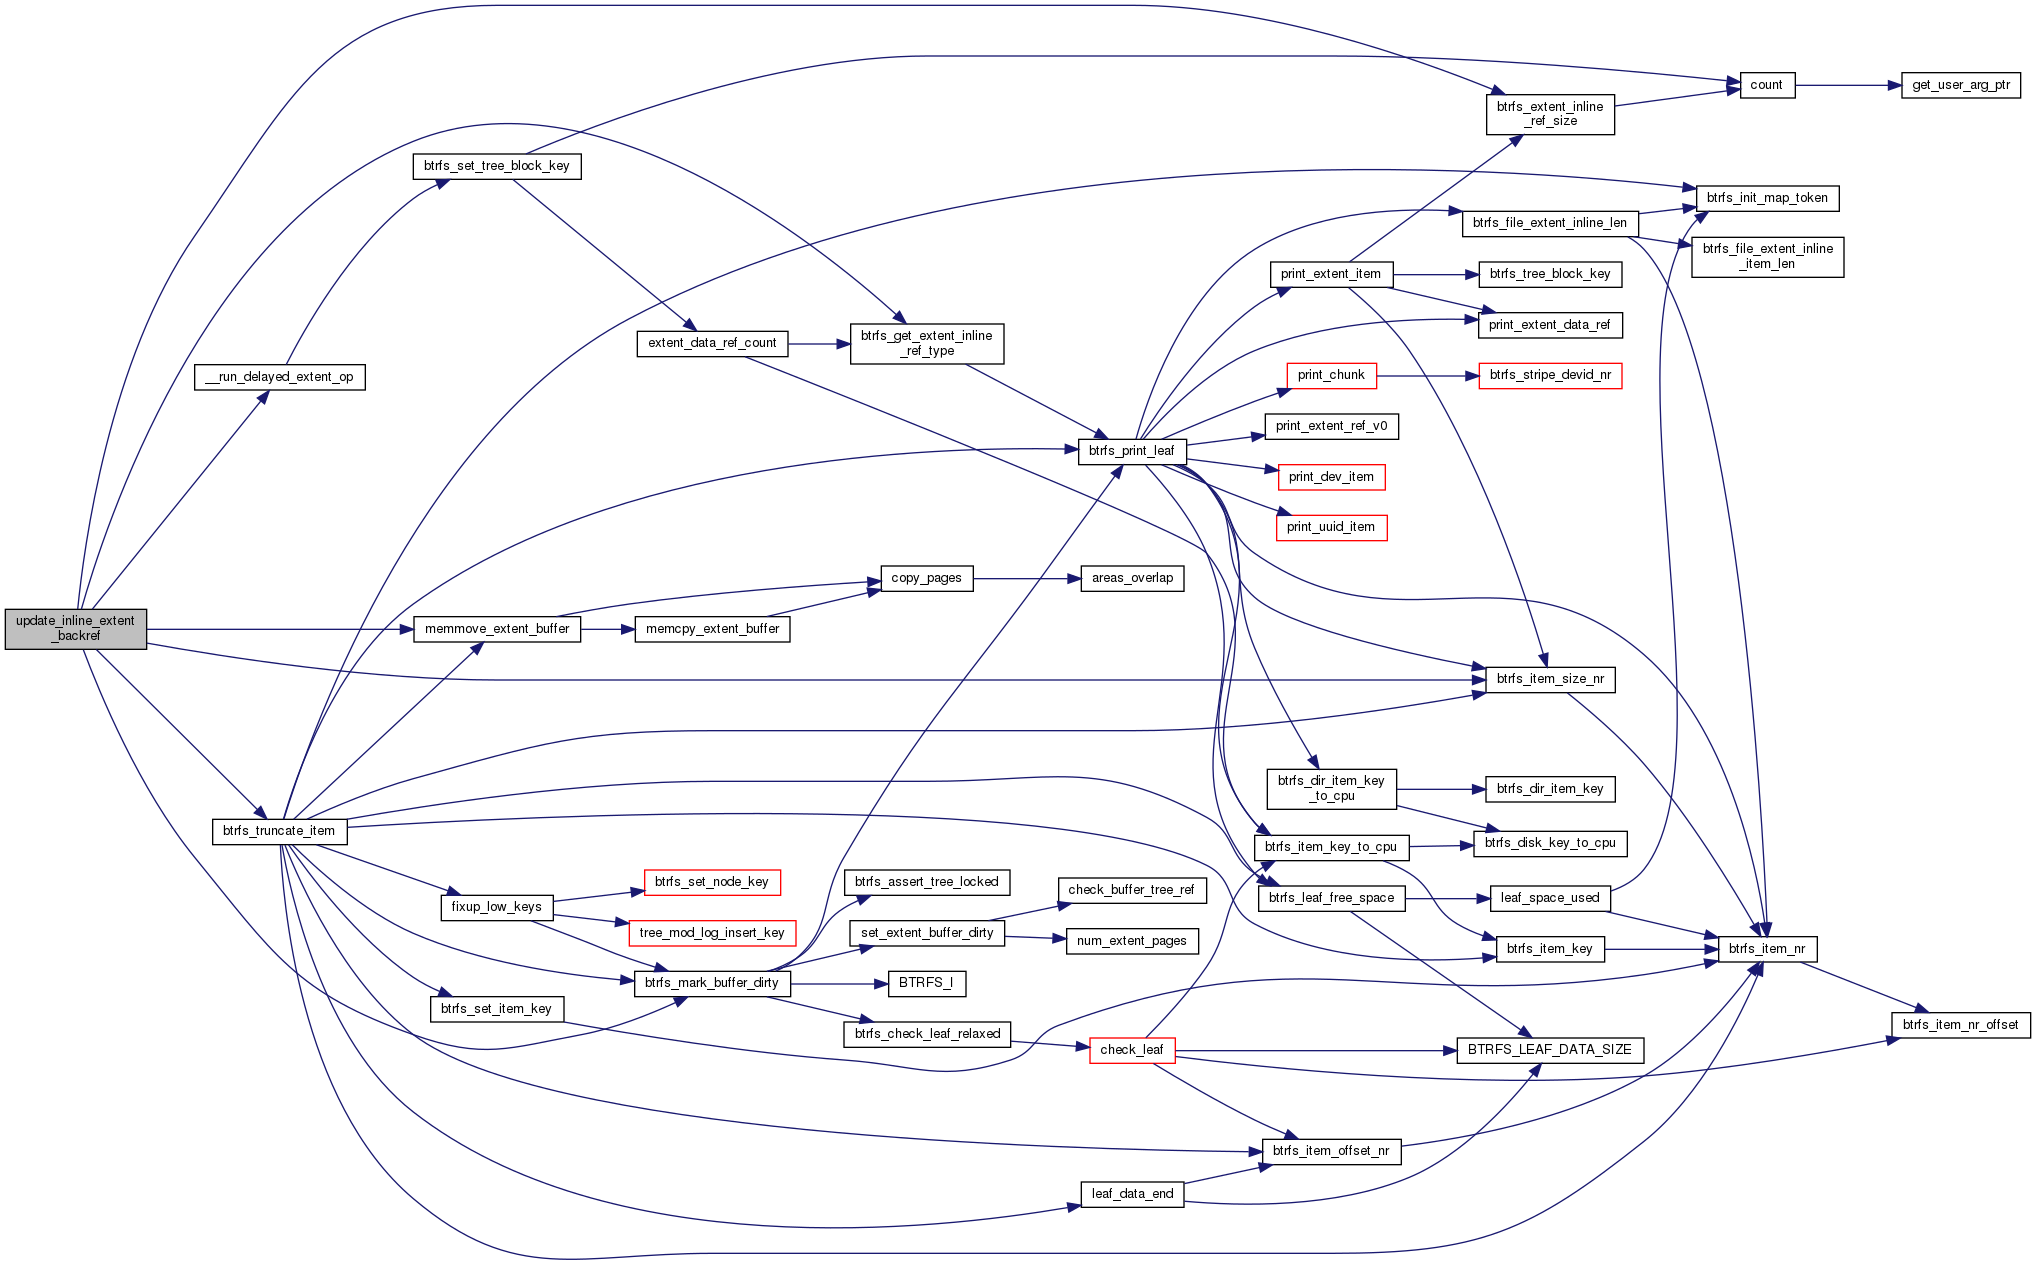 update_inline_extent
_backref
__run_delayed_extent_op
btrfs_truncate_item
btrfs_set_tree_block_key
memmove_extent_buffer
fixup_low_keys
btrfs_set_item_key
extent_data_ref_count
memcpy_extent_buffer
btrfs_set_node_key
tree_mod_log_insert_key
btrfs_mark_buffer_dirty
btrfs_get_extent_inline
_ref_type
copy_pages
btrfs_assert_tree_locked
set_extent_buffer_dirty
BTRFS_I
btrfs_check_leaf_relaxed
btrfs_print_leaf
areas_overlap
check_buffer_tree_ref
num_extent_pages
check_leaf
leaf_data_end
print_extent_item
print_chunk
print_extent_ref_v0
print_dev_item
print_uuid_item
btrfs_dir_item_key
_to_cpu
btrfs_item_key_to_cpu
btrfs_leaf_free_space
btrfs_item_offset_nr
btrfs_extent_inline
_ref_size
btrfs_file_extent_inline_len
btrfs_tree_block_key
print_extent_data_ref
btrfs_stripe_devid_nr
btrfs_item_size_nr
btrfs_dir_item_key
btrfs_disk_key_to_cpu
leaf_space_used
btrfs_item_key
BTRFS_LEAF_DATA_SIZE
count
btrfs_init_map_token
btrfs_file_extent_inline
_item_len
btrfs_item_nr
get_user_arg_ptr
btrfs_item_nr_offset